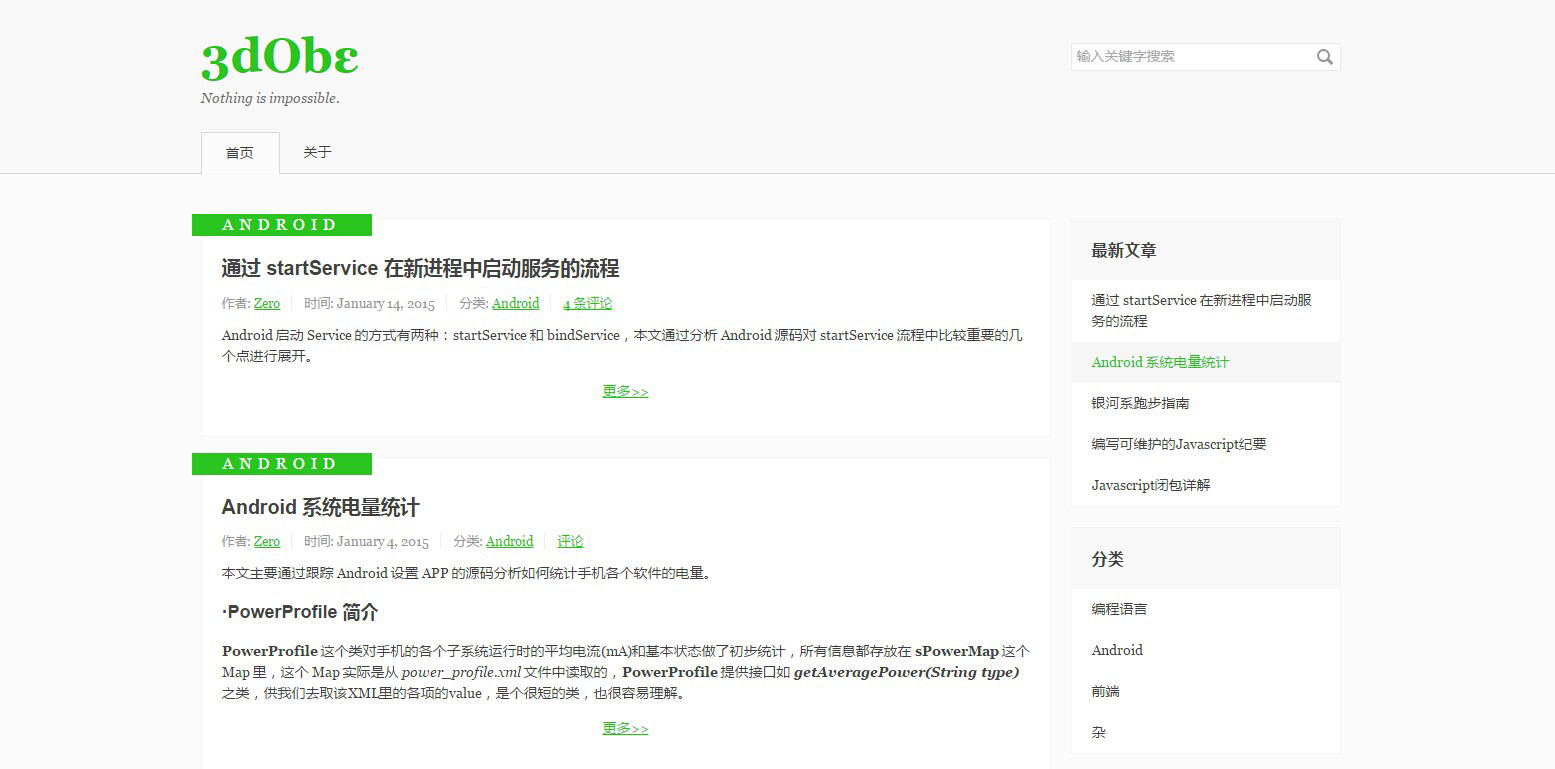 3dObε
Nothing is impossible.
输入关键字搜索
首页
关于
ANDROID
通过 startService 在新进程中启动服务的流程
作者: Zero 时间: January 14, 2015 分类: Android 4 条评论
Android 启动 Service 的方式有两种：startService 和 bindService，本文通过分析 Android 源码对 startService 流程中比较重要的几
个点进行展开。
更多>>
ANDROID
Android 系统电量统计
作者: Zero 时间: January 4, 2015 分类: Android 评论
本文主要通过跟踪 Android 设置 APP 的源码分析如何统计手机各个软件的电量。
·PowerProfile 简介
PowerProfile 这个类对手机的各个子系统运行时的平均电流(mA)和基本状态做了初步统计，所有信息都存放在 sPowerMap 这个
Map 里，这个 Map 实际是从 power_profile.xml 文件中读取的，PowerProfile 提供接口如 getAveragePower(String type)
之类，供我们去取该XML里的各项的value，是个很短的类，也很容易理解。
更多>>
最新文章
通过 startService 在新进程中启动服
务的流程
Android 系统电量统计
银河系跑步指南
编写可维护的Javascript纪要
Javascript闭包详解
分类
编程语言
Android
前端
杂